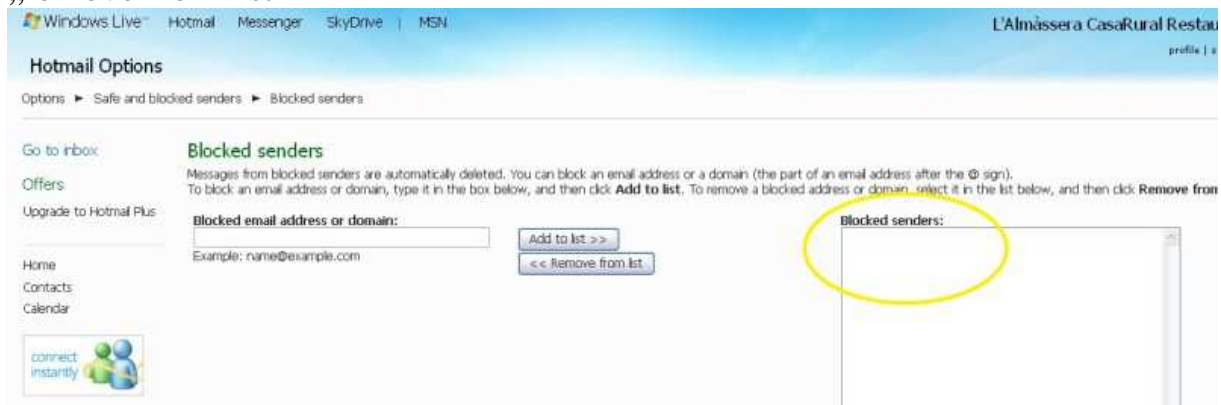 Windows Live™ Hotmail Messenger SkyDrive | MSN
L'Almàssera CasaRural Restau
profile |
Hotmail Options
Options ► Safe and blocked senders ► Blocked senders
Go to inbox
Offers
Upgrade to Hotmail Plus
Home
Contacts
Calendar
connect
instantly
Blocked senders
Messages from blocked senders are automatically deleted. You can block an email address or a domain (the part of an email address after the @ sign).
To block an email address or domain, type it in the box below, and then click Add to list. To remove a blocked address or domain, select it in the list below, and then click Remove from
Blocked email address or domain:
Example: name@example.com
Add to list >>
<< Remove from list
Blocked senders: